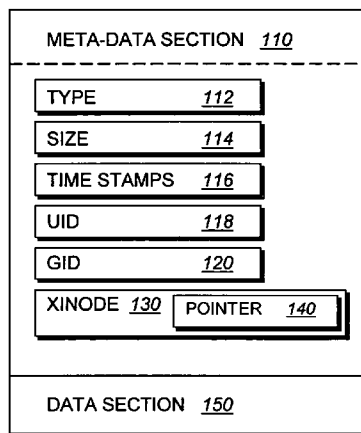 META-DATA SECTION 110
TYPE 112
SIZE 114
TIME STAMPS 116
UID 118
GID 120
XINODE 130 POINTER 140
DATA SECTION 150